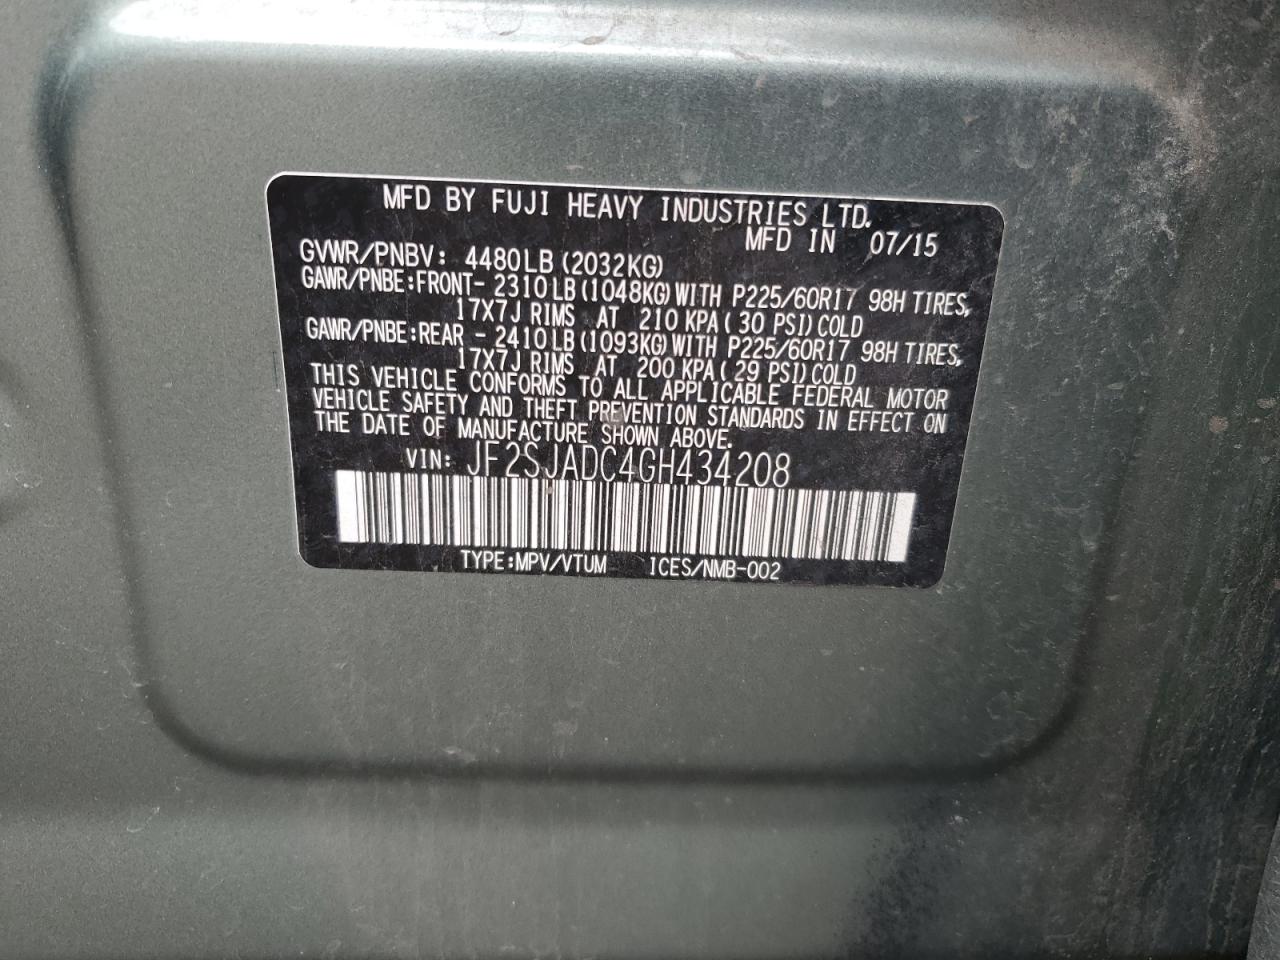 MFD BY FUJI HEAVY INDUSTRIES LTD.
MFD IN 07/15
GVWR/PNBV: 4480LB (2032KG)
GAWR/PNBE:FRONT- 2310LB (1048KG) WITH P225/60R17 98H TIRES,
17X7J RIMS AT 210 KPA ( 30 PSI) COLD
GAWR/PNBE:REAR - 2410LB (1093KG) WITH P225/60R17 98H TIRES,
17X7J RIMS AT 200 KPA ( 29 PSI) COLD
THIS VEHICLE CONFORMS TO ALL APPLICABLE FEDERAL MOTOR
VEHICLE SAFETY AND THEFT PREVENTION STANDARDS IN EFFECT ON
THE DATE OF MANUFACTURE SHOWN ABOVE.
VIN: JF2SJADC4GH434208
TYPE:MPV/VTUM ICES/NMB-002